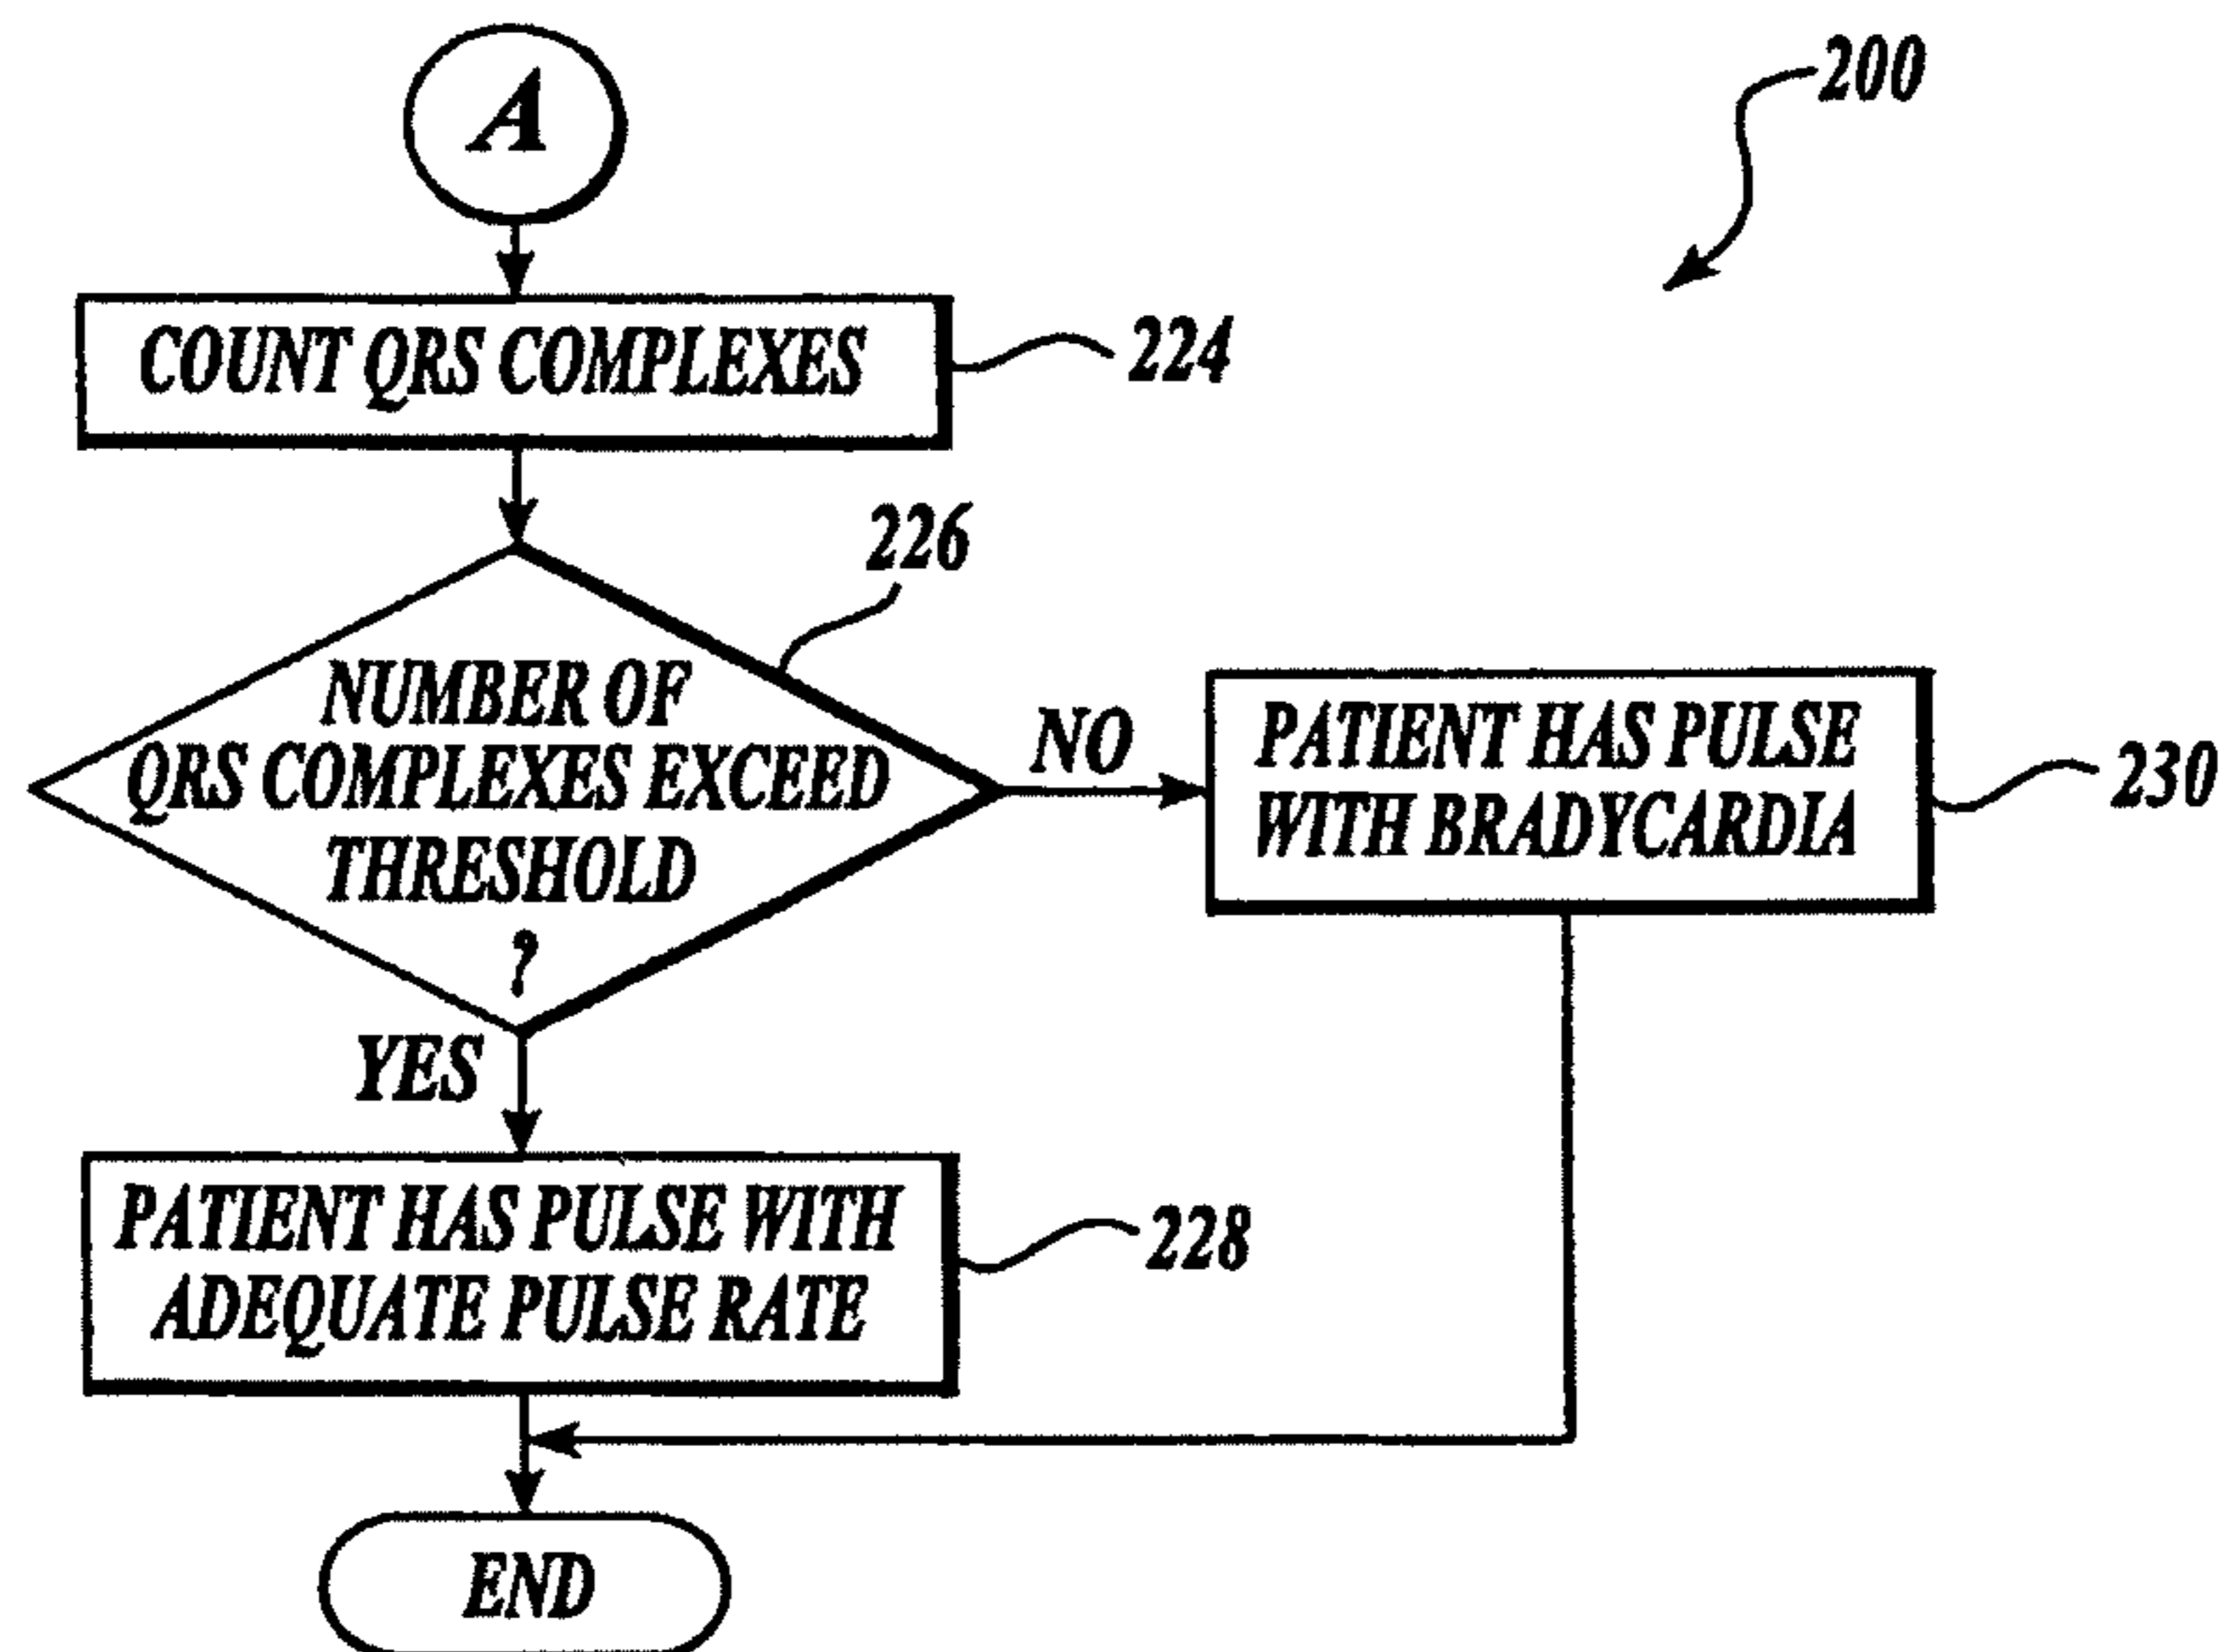 A
200
COUNT QRS COMPLEXES
224
226
NUMBER OF
QRS COMPLEXES EXCEED
THRESHOLD
?
NO
PATIENT HAS PULSE
WITH BRADYCARDIA
230
YES
PATIENT HAS PULSE WITH
ADEQUATE PULSE RATE
228
END